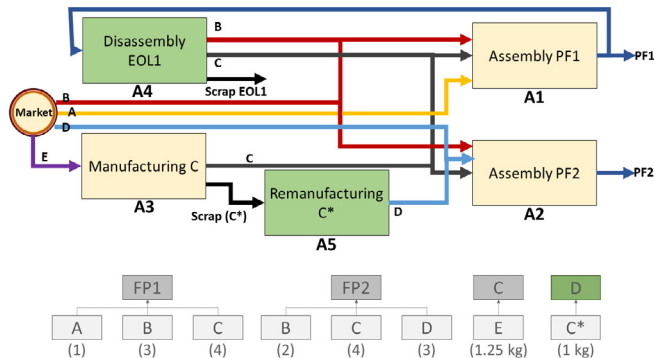 Disassembly
EOL1
A4
B
C
Scrap EOL1
Assembly PF1
A1
PF1
Market
B
A
D
E
Manufacturing C
A3
C
Scrap (C*)
Remanufacturing
C*
A5
D
Assembly PF2
A2
PF2
FP1 FP2 C D
A B C B C D E C*
(1) (3) (4) (2) (4) (3) (1.25 kg) (1 kg)